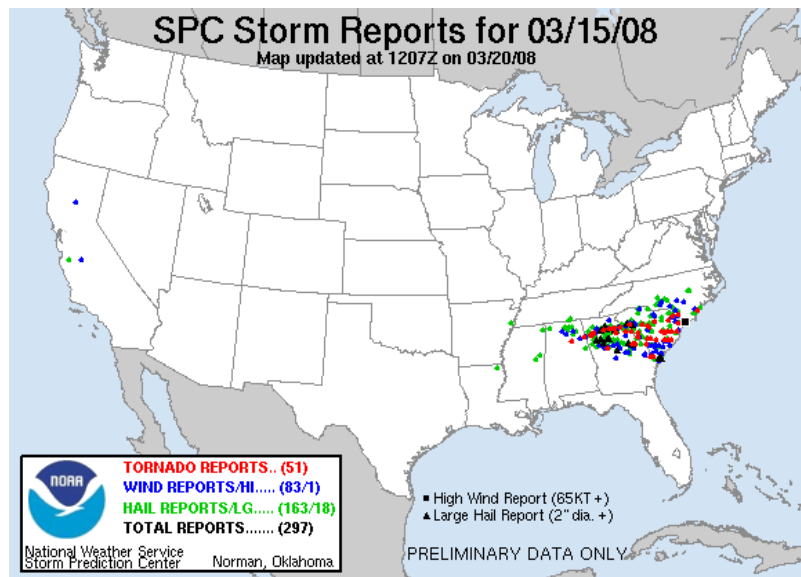 SPC Storm Reports for 03/15/08
Map updated at 1207Z on 03/20/08
NOAA
TORNADO REPORTS.. (51)
WIND REPORTS/HI..... (83/1)
HAIL REPORTS/LG..... (163/18)
TOTAL REPORTS....... (297)
National Weather Service
Storm Prediction Center Norman, Oklahoma
High Wind Report (65KT +)
Large Hail Report (2" dia. +)
PRELIMINARY DATA ONLY